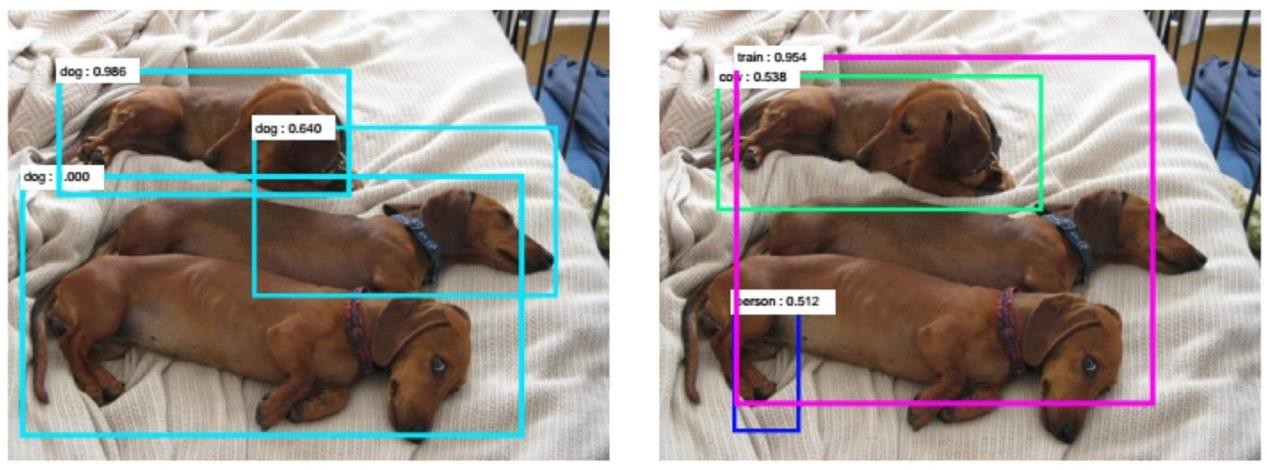 dog : 0.986
dog : 0.640
dog : .000
train : 0.954
cow : 0.538
person : 0.512